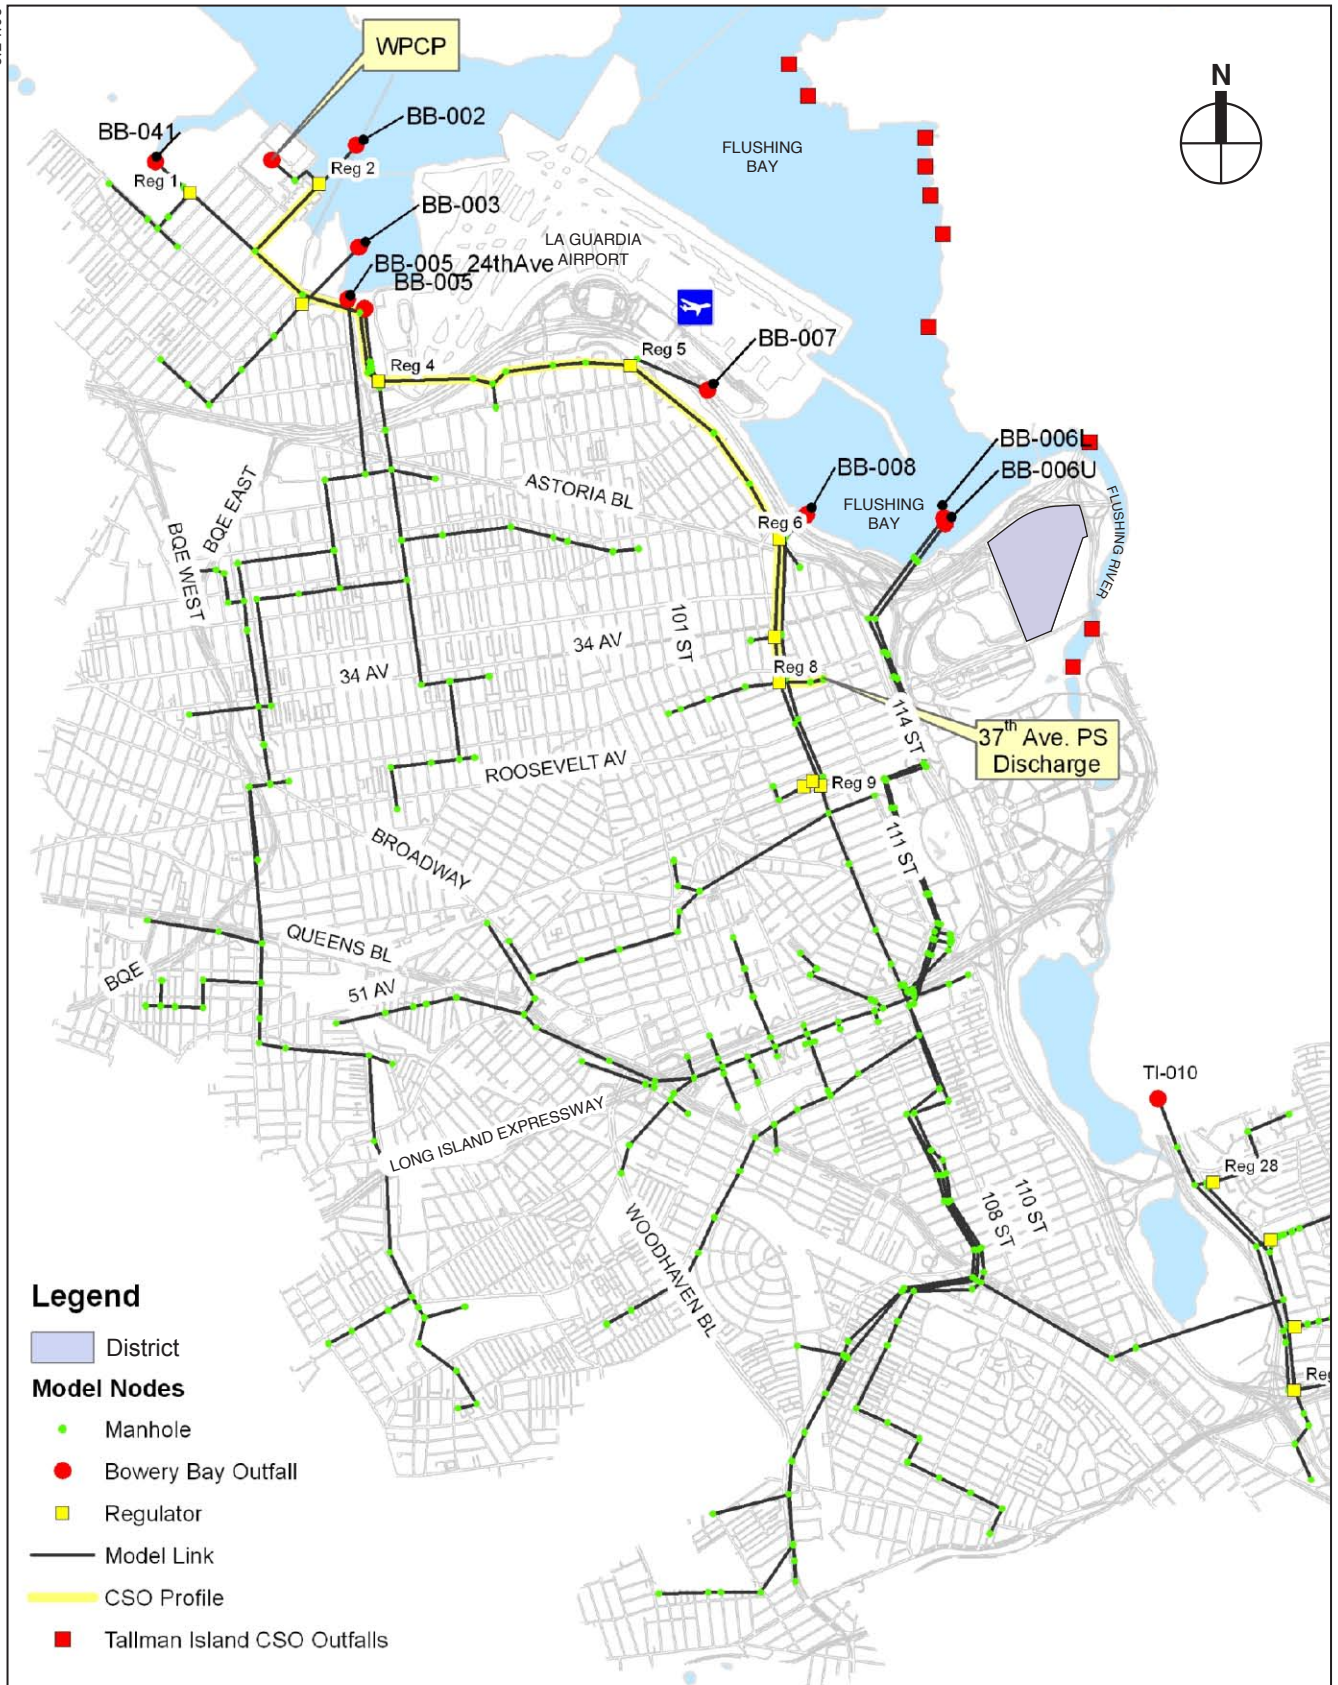 WPCP
N
BB-041
BB-002
Reg 1
Reg 2
FLUSHING
BAY
BB-003
LA GUARDIA
AIRPORT
BB-005_24thAve
BB-005
BB-007
Reg 4
Reg 5
BB-006L
BB-006U
BB-008
FLUSHING
BAY
ASTORIA BL
BQE EAST
BQE WEST
Reg 6
FLUSHING RIVER
101 ST
34 AV
34 AV
Reg 8
114 ST
37th Ave. PS
Discharge
ROOSEVELT AV
Reg 9
BROADWAY
111 ST
QUEENS BL
BQE
51 AV
TI-010
LONG ISLAND EXPRESSWAY
Reg 28
110 ST
108 ST
WOODHAVEN BL
Reg
Legend
District
Model Nodes
Manhole
Bowery Bay Outfall
Regulator
Model Link
CSO Profile
Tallman Island CSO Outfalls